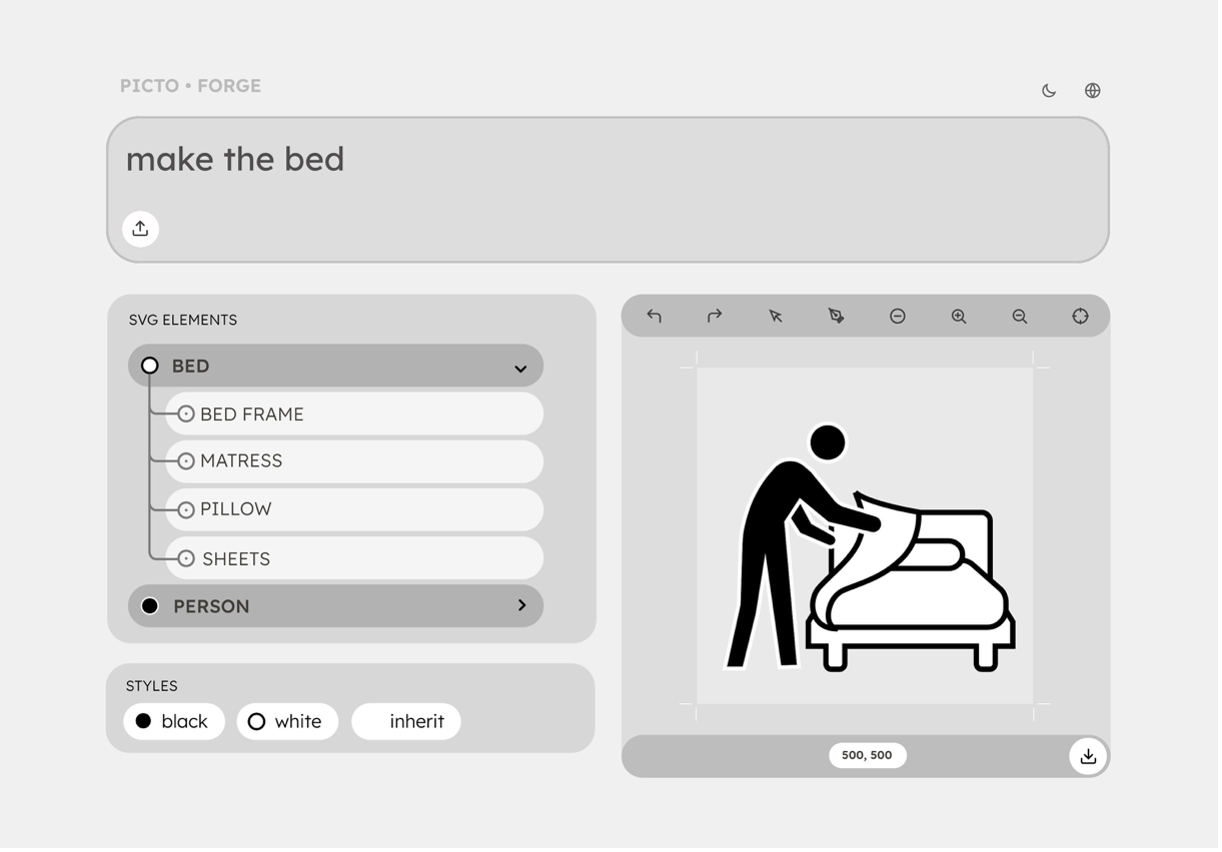 PICTO • FORGE
make the bed
SVG ELEMENTS
BED
BED FRAME
MATRESS
PILLOW
SHEETS
PERSON
STYLES
black
white
inherit
500, 500